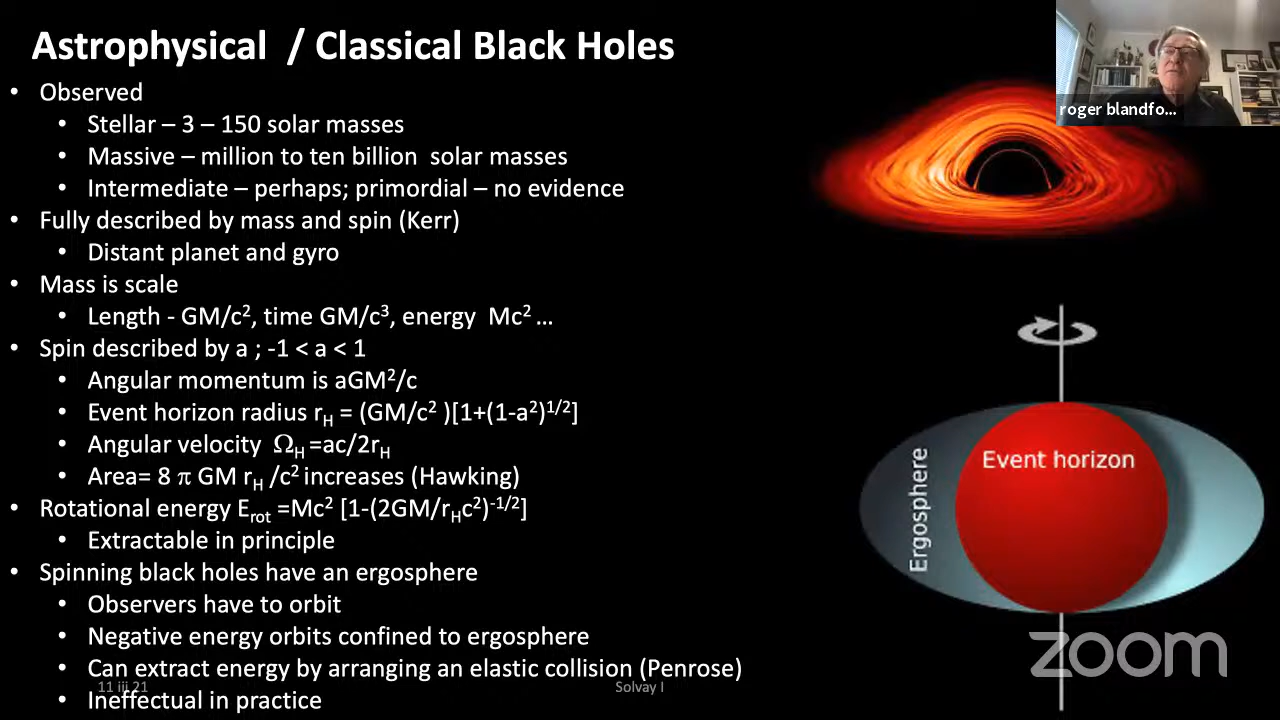 Astrophysical / Classical Black Holes
roger blandfo...
• Observed
• Stellar – 3 – 150 solar masses
• Massive – million to ten billion solar masses
• Intermediate – perhaps; primordial – no evidence
• Fully described by mass and spin (Kerr)
• Distant planet and gyro
• Mass is scale
• Length - GM/c², time GM/c³, energy Mc² ...
• Spin described by a ; -1 < a < 1
• Angular momentum is aGM²/c
• Event horizon radius r_H = (GM/c² )[1+(1-a²)^{1/2}]
• Angular velocity Ω_H =ac/2r_H
• Area= 8 π GM r_H /c² increases (Hawking)
• Rotational energy E_rot =Mc² [1-(2GM/r_Hc²)^{-1/2}]
• Extractable in principle
• Spinning black holes have an ergosphere
• Observers have to orbit
• Negative energy orbits confined to ergosphere
• Can extract energy by arranging an elastic collision (Penrose)
• Ineffectual in practice
11 iii 21
Solvay I
Event horizon
Ergosphere
zoom